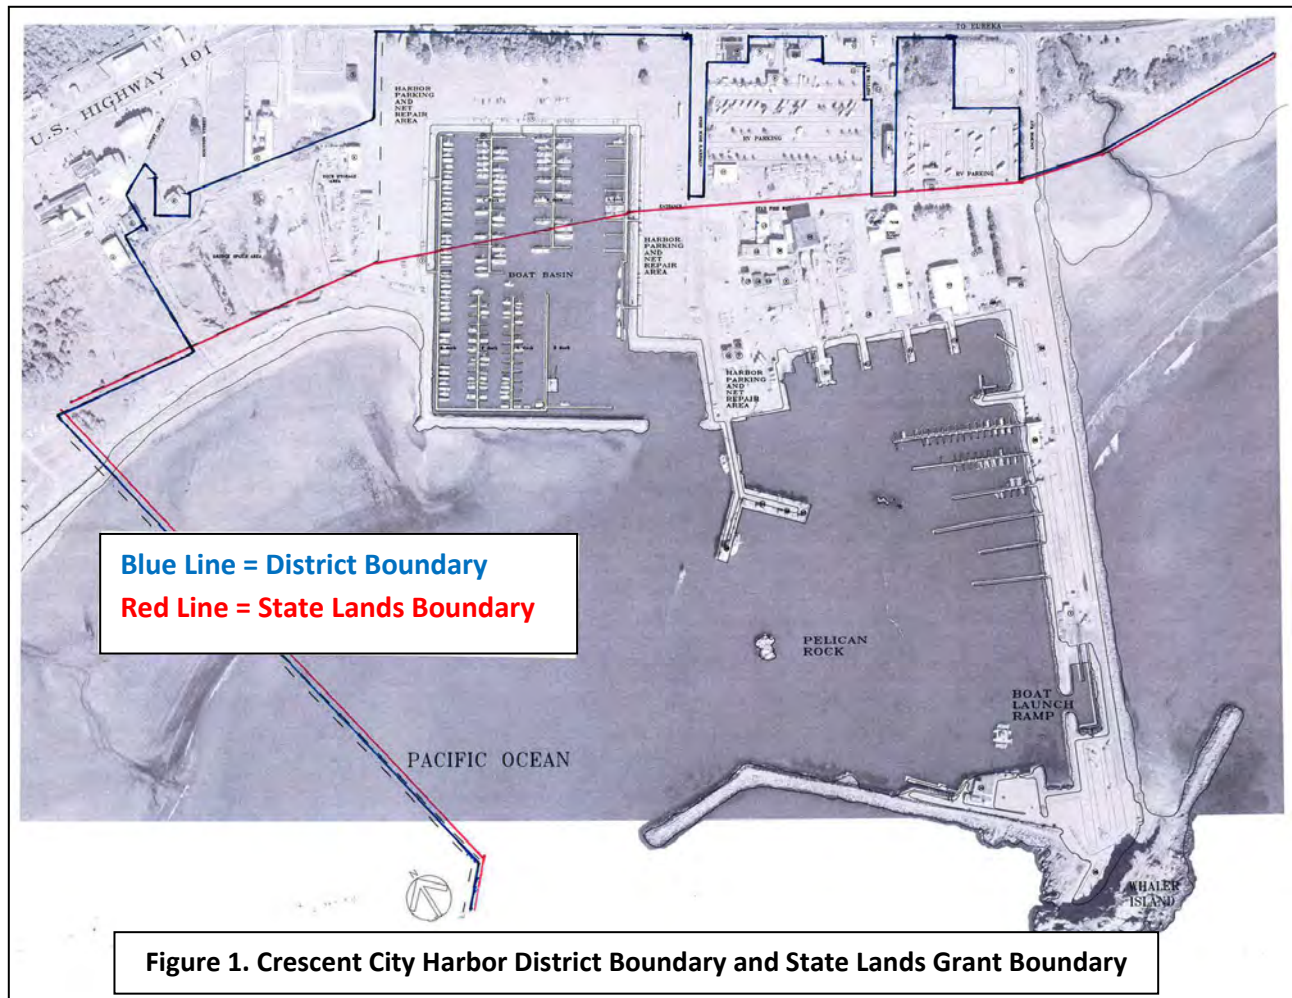 TO EUREKA
U.S. HIGHWAY 101
HARBOR
PARKING
AND
NET
REPAIR
AREA
RV PARKING
RV PARKING
ENTRANCE
HARBOR
PARKING
AND
NET
REPAIR
AREA
BOAT BASIN
HARBOR
PARKING
AND
NET
REPAIR
AREA
Blue Line = District Boundary
Red Line = State Lands Boundary
PELICAN
ROCK
BOAT
LAUNCH
RAMP
PACIFIC OCEAN
N
WHALER
ISLAND
Figure 1. Crescent City Harbor District Boundary and State Lands Grant Boundary